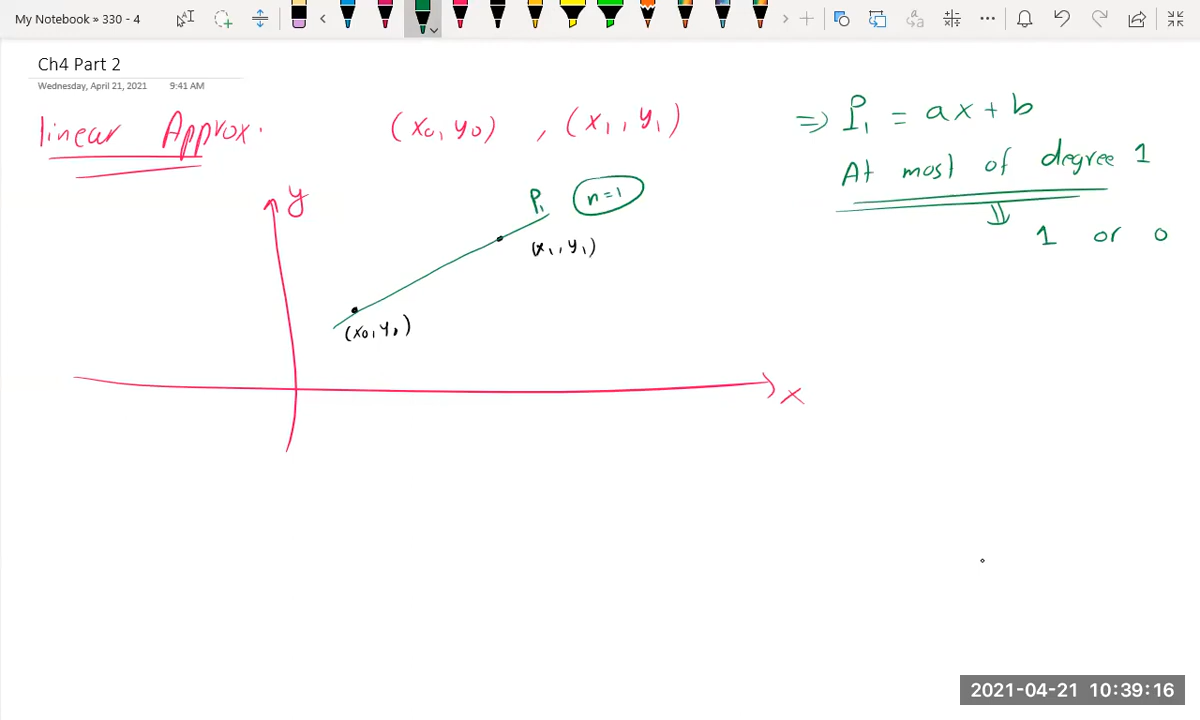 My Notebook » 330 - 4
Ch4 Part 2
Wednesday, April 21, 2021 9:41 AM
linear Approx. (x0, y0) , (x1, y1) ⇒ P1 = ax + b
At most of degree 1
⇓
1 or 0
y
P1 n=1
(x1, y1)
(x0, y0)
x
2021-04-21 10:39:16